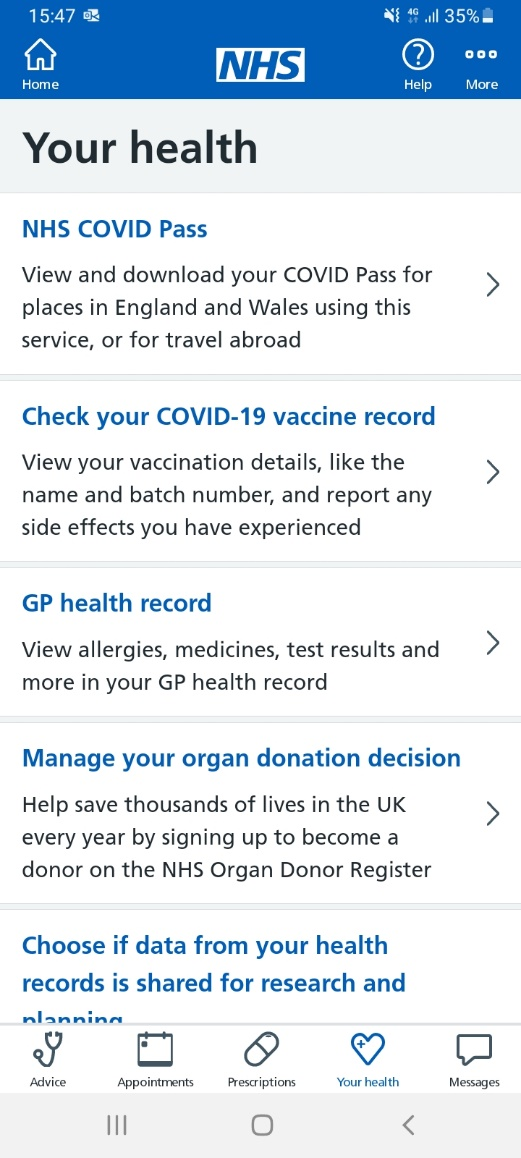 15:47 4G 35%
NHS
Home Help More
Your health
NHS COVID Pass
View and download your COVID Pass for
places in England and Wales using this
service, or for travel abroad
Check your COVID-19 vaccine record
View your vaccination details, like the
name and batch number, and report any
side effects you have experienced
GP health record
View allergies, medicines, test results and
more in your GP health record
Manage your organ donation decision
Help save thousands of lives in the UK
every year by signing up to become a
donor on the NHS Organ Donor Register
Choose if data from your health
records is shared for research and
planning
Advice Appointments Prescriptions Your health Messages